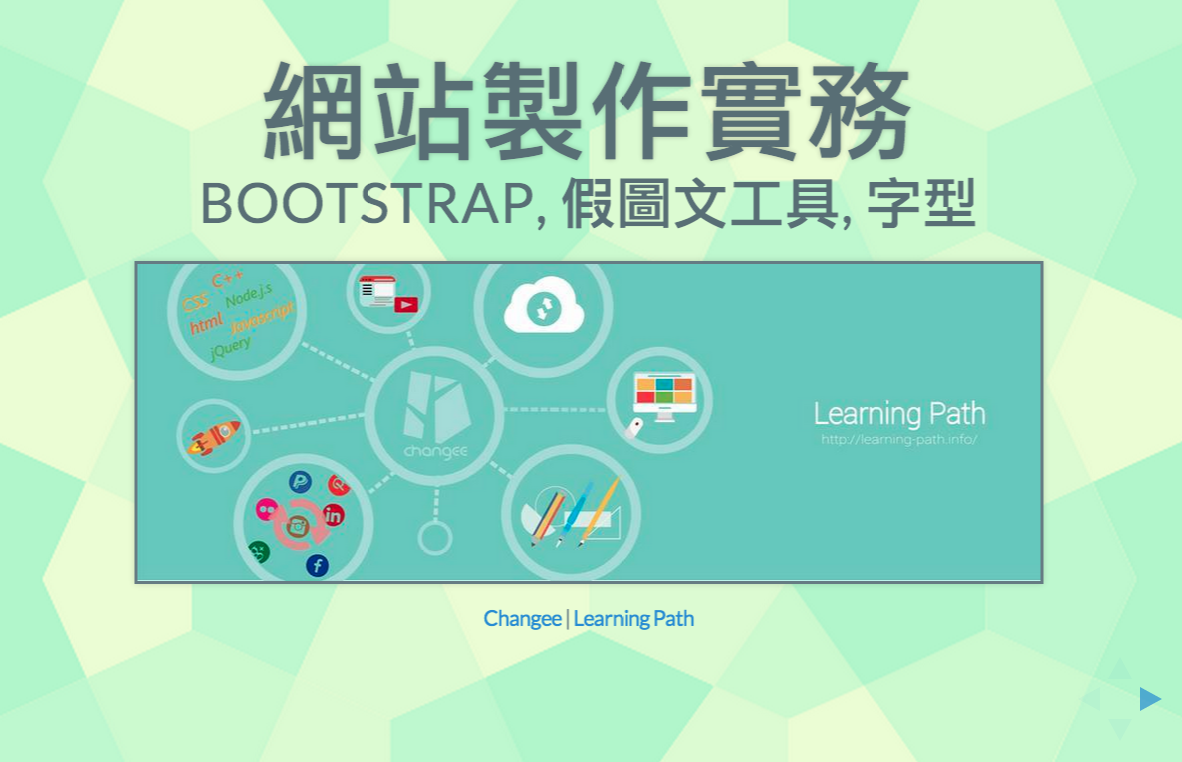 網站製作實務
BOOTSTRAP, 假圖文工具, 字型
C++
CSS
Node.js
html
Javascript
jQuery
changee
Learning Path
http://learning-path.info/
in
f
Changee | Learning Path